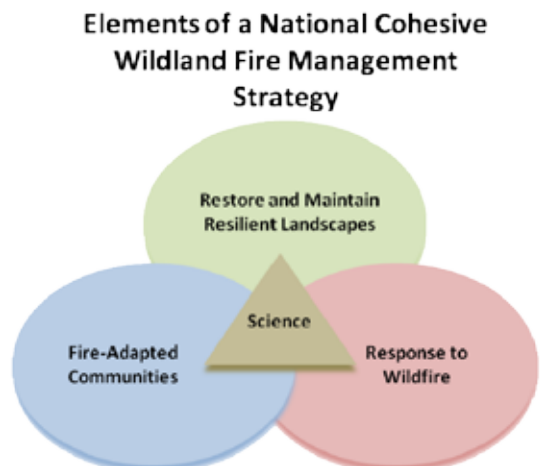 Elements of a National Cohesive
Wildland Fire Management
Strategy
Restore and Maintain
Resilient Landscapes
Science
Fire-Adapted
Communities
Response to
Wildfire